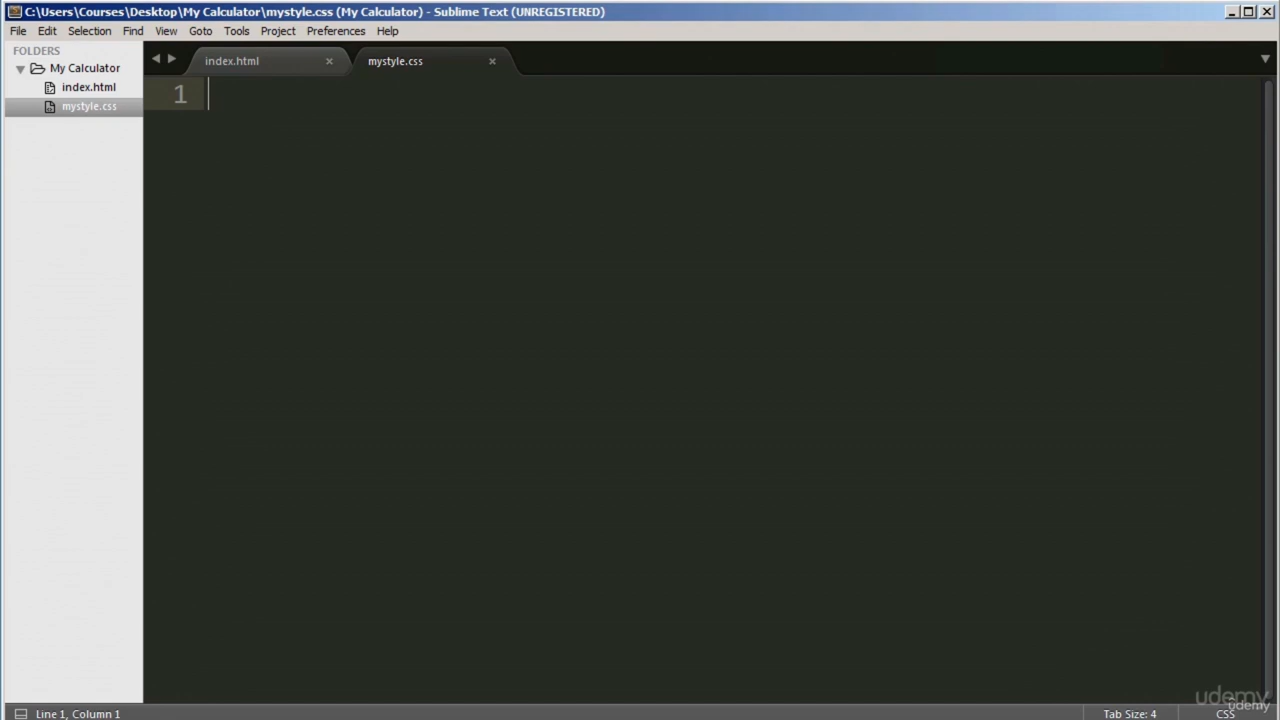 C:\Users\Courses\Desktop\My Calculator\mystyle.css (My Calculator) - Sublime Text (UNREGISTERED)
File Edit Selection Find View Goto Tools Project Preferences Help
FOLDERS
My Calculator
index.html
mystyle.css
index.html × mystyle.css ×
1
Line 1, Column 1
Tab Size: 4
CSS
udemy
udemy